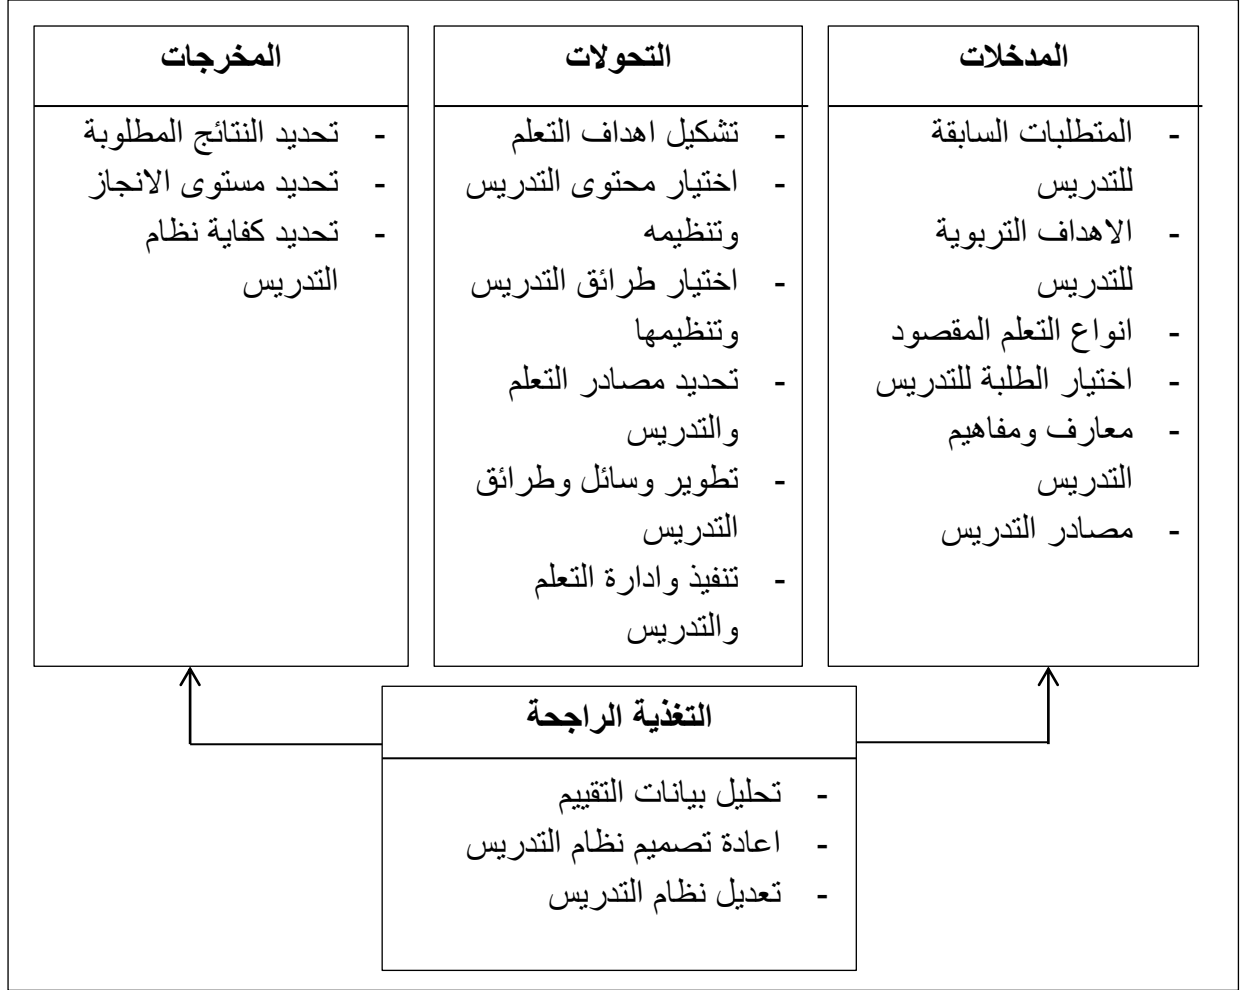 المدخلات
- المتطلبات السابقة
للتدريس
- الاهداف التربوية
للتدريس
- انواع التعلم المقصود
- اختيار الطلبة للتدريس
- معارف ومفاهيم
التدريس
- مصادر التدريس
التحولات
- تشكيل اهداف التعلم
- اختيار محتوى التدريس
وتنظيمه
- اختيار طرائق التدريس
وتنظيمها
- تحديد مصادر التعلم
والتدريس
- تطوير وسائل وطرائق
التدريس
- تنفيذ وادارة التعلم
والتدريس
المخرجات
- تحديد النتائج المطلوبة
- تحديد مستوى الانجاز
- تحديد كفاية نظام
التدريس
التغذية الراجحة
- تحليل بيانات التقييم
- اعادة تصميم نظام التدريس
- تعديل نظام التدريس